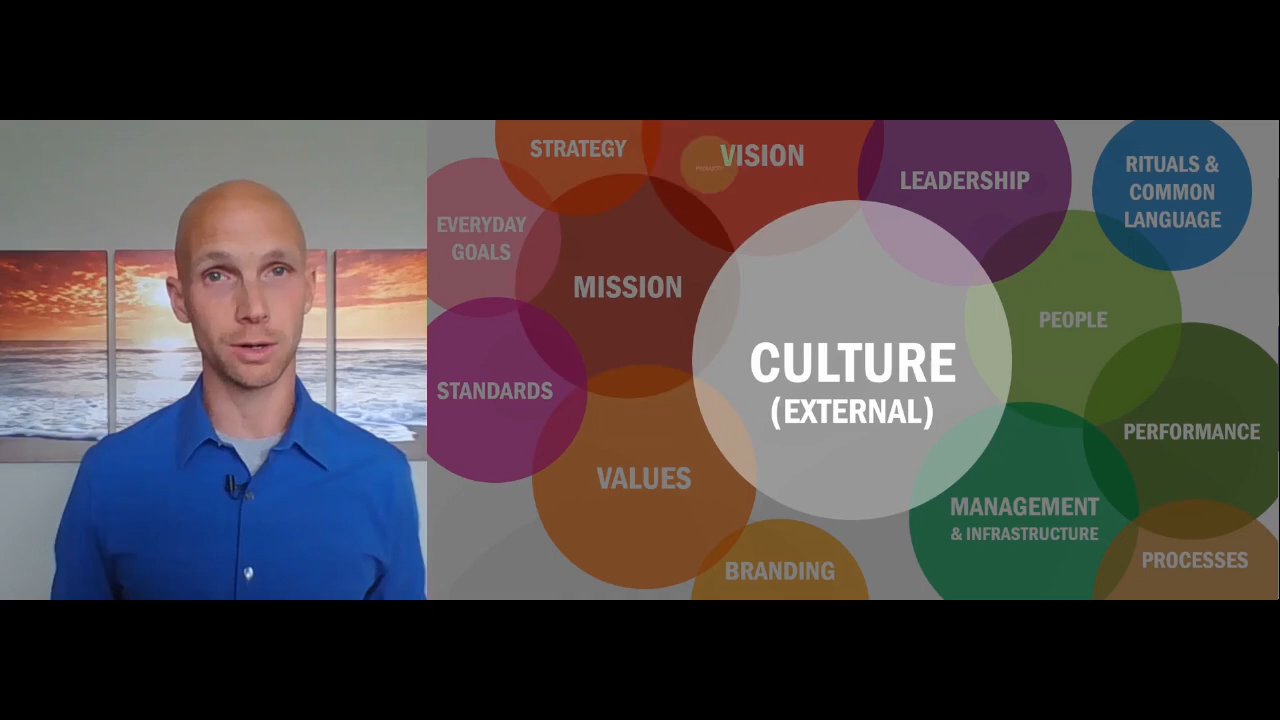 STRATEGY
VISION
LEADERSHIP
RITUALS &
COMMON
LANGUAGE
EVERYDAY
GOALS
MISSION
PEOPLE
CULTURE
(EXTERNAL)
STANDARDS
PERFORMANCE
VALUES
MANAGEMENT
& INFRASTRUCTURE
BRANDING
PROCESSES